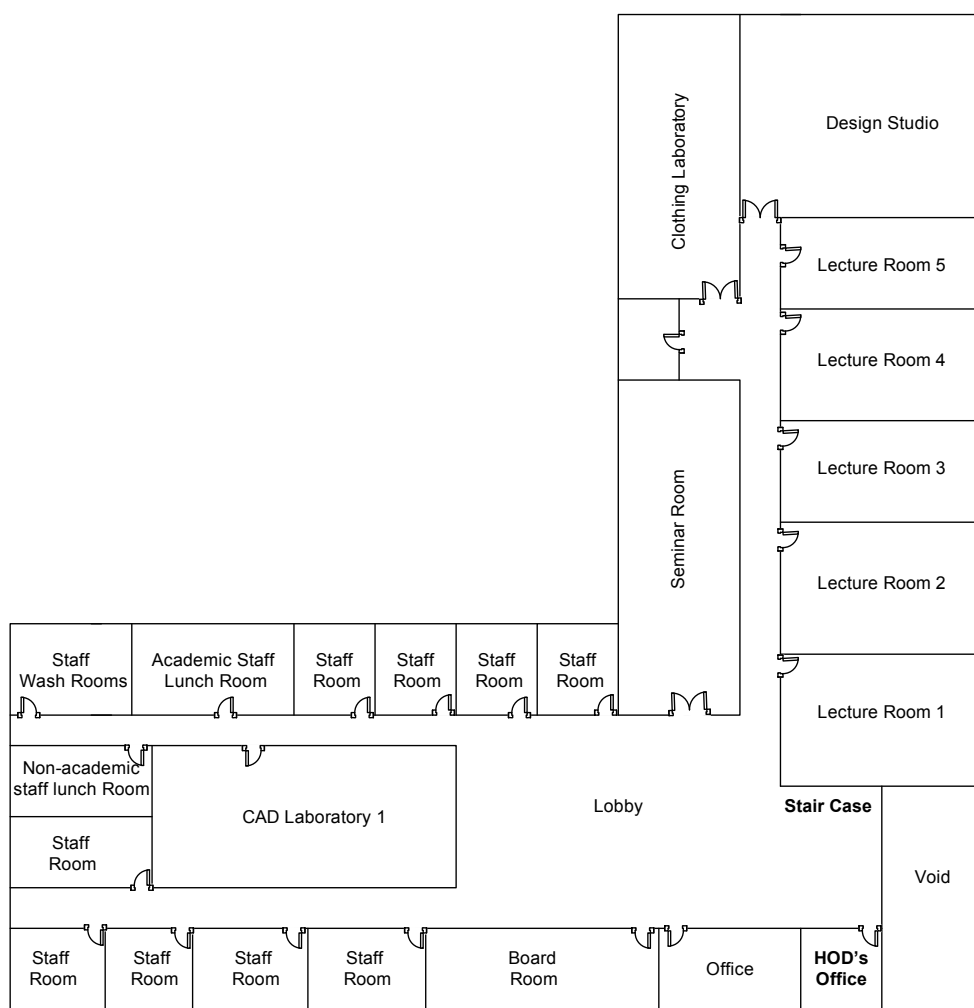 Design Studio
Clothing Laboratory
Lecture Room 5
Lecture Room 4
Lecture Room 3
Seminar Room
Lecture Room 2
Staff
Wash Rooms
Academic Staff
Lunch Room
Staff
Room
Staff
Room
Staff
Room
Staff
Room
Lecture Room 1
Non-academic
staff lunch Room
CAD Laboratory 1
Lobby
Stair Case
Staff
Room
Void
Staff
Room
Staff
Room
Staff
Room
Staff
Room
Board
Room
Office
HOD's
Office